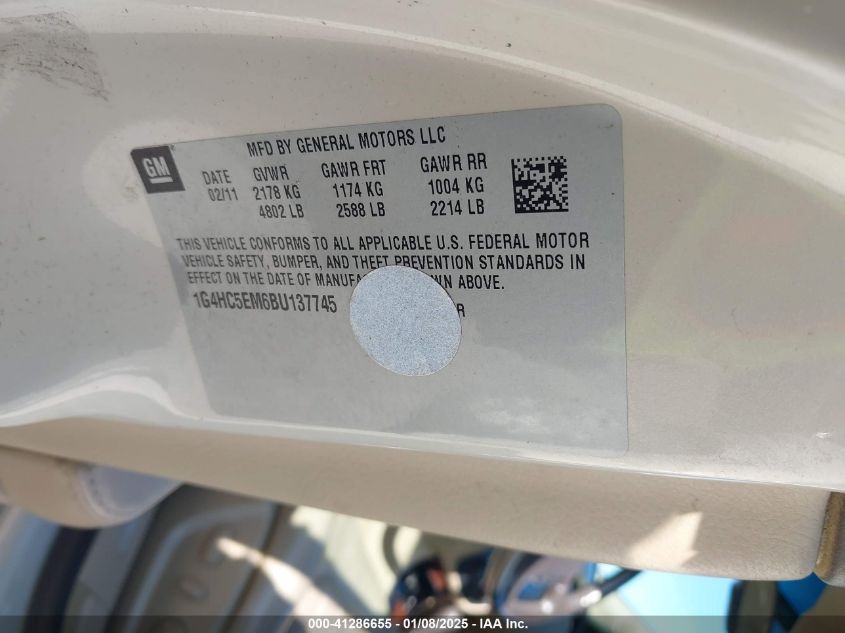 MFD BY GENERAL MOTORS LLC
GM
DATE GVWR GAWR FRT GAWR RR
02/11 2178 KG 1174 KG 1004 KG
4802 LB 2588 LB 2214 LB
THIS VEHICLE CONFORMS TO ALL APPLICABLE U.S. FEDERAL MOTOR
VEHICLE SAFETY, BUMPER, AND THEFT PREVENTION STANDARDS IN
EFFECT ON THE DATE OF ABOVE.
1G4HC5EM6BU137745
000-41286655 - 01/08/2025 - IAA Inc.